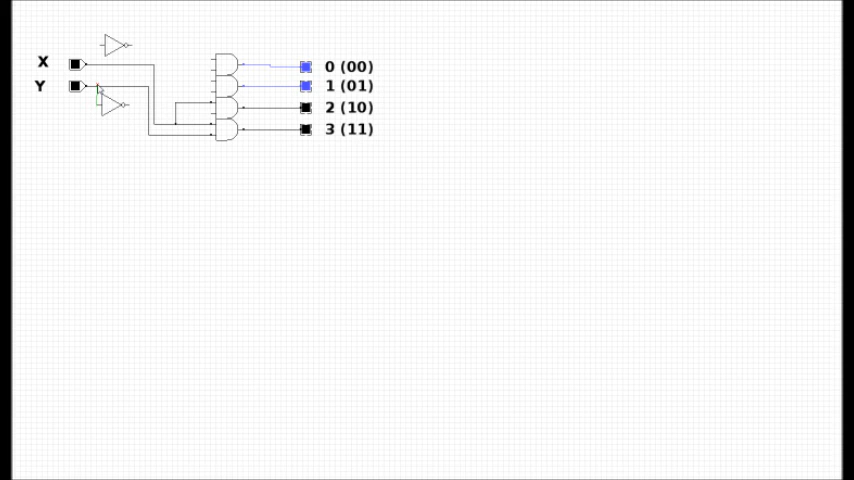 X
0 (00)
Y
1 (01)
2 (10)
3 (11)